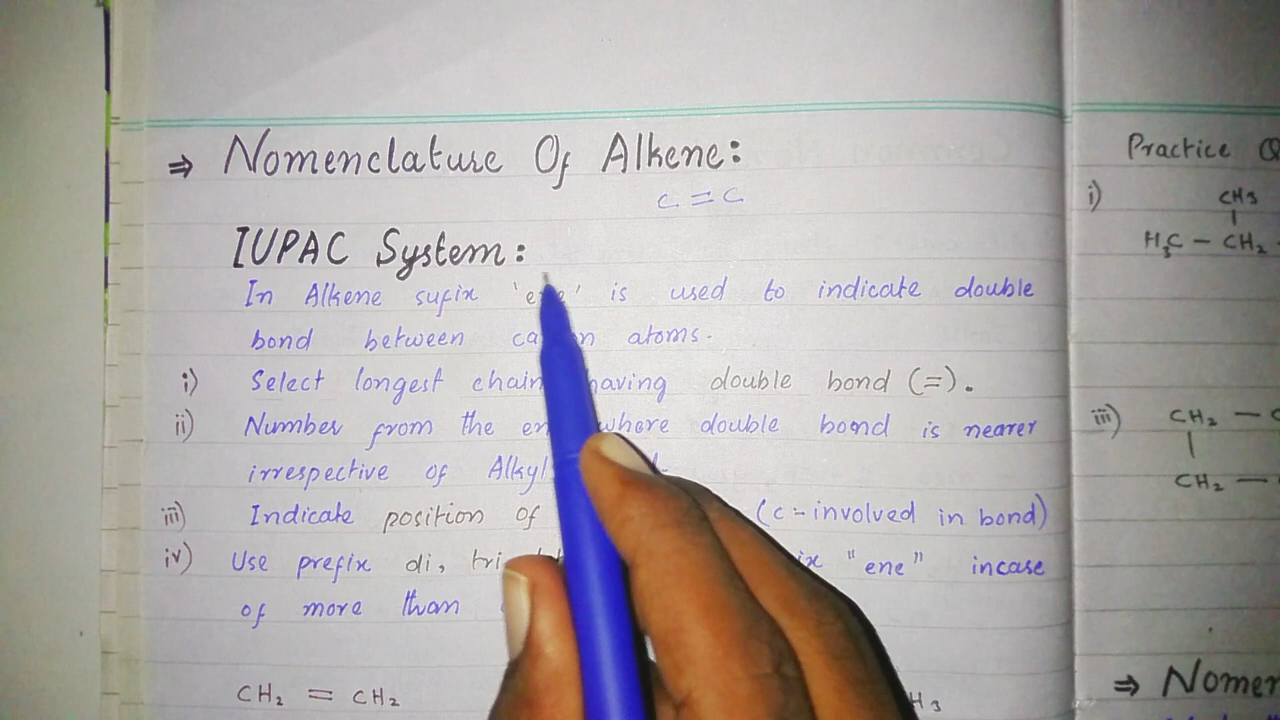 ⇒ Nomenclature Of Alkene:
C = C
IUPAC System:
In Alkene sufix 'ene' is used to indicate double
bond between atoms.
i) Select longest chain having double bond (=).
ii) Number from the where double bond is nearer
irrespective of Alkyl
iii) Indicate position of (c-involved in bond)
iv) Use prefix di, tri "ene" incase
of more than
CH₂ = CH₂
Practice
i) CH3
H₃C - CH₂
iii) CH₂ -
CH₂ -
⇒